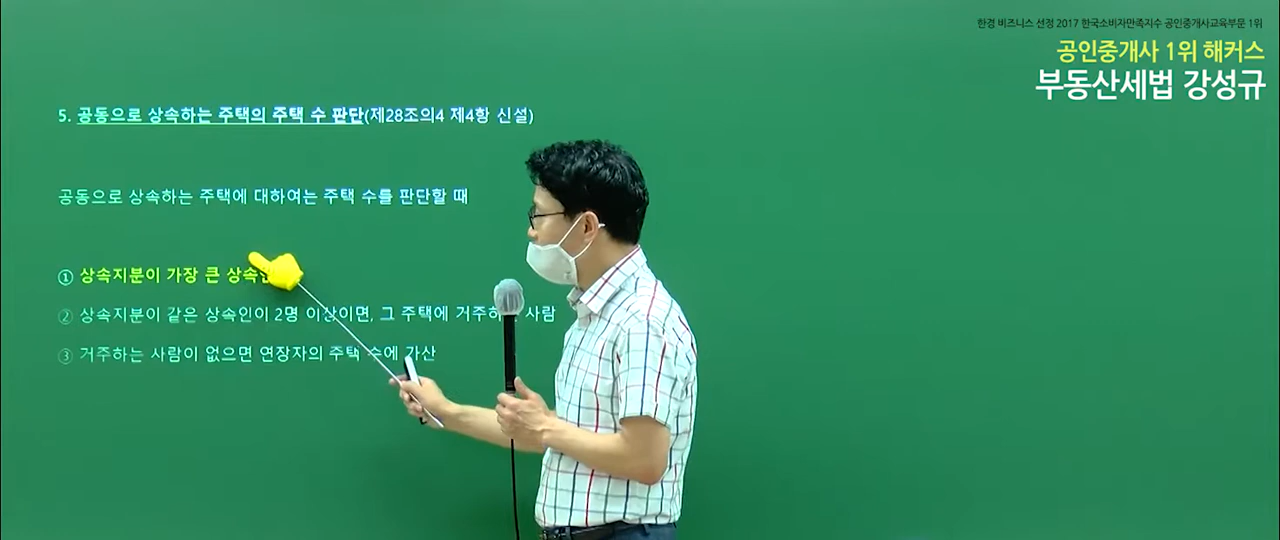 한경 비즈니스 선정 2017 한국소비자만족지수 공인중개사교육부문 1위
공인중개사 1위 해커스
부동산세법 강성규
5. 공동으로 상속하는 주택의 주택 수 판단(제28조의4 제4항 신설)
공동으로 상속하는 주택에 대하여는 주택 수를 판단할 때
① 상속지분이 가장 큰
② 상속지분이 같은 상속인이 2명 이상이면, 그 주택에 사람
③ 거주하는 사람이 없으면 연장자의 주택 수에 가산